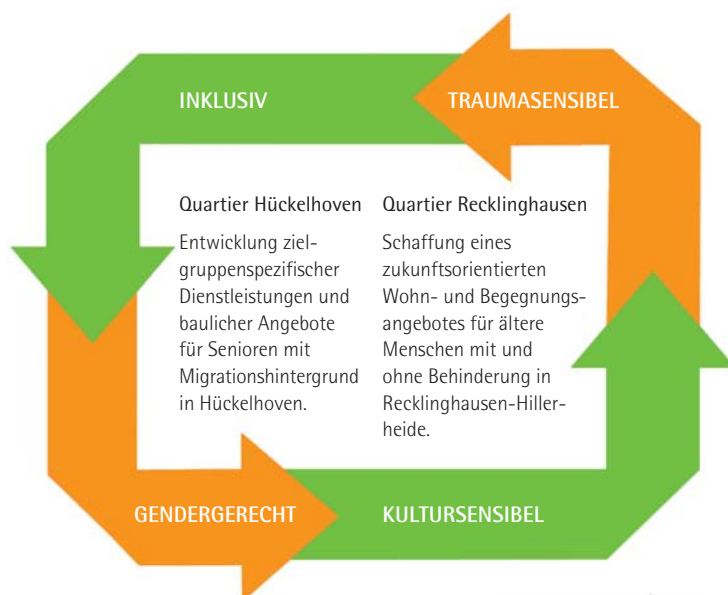 INKLUSIV
TRAUMASENSIBEL
Quartier Hückelhoven
Entwicklung ziel-
gruppenspezifischer
Dienstleistungen und
baulicher Angebote
für Senioren mit
Migrationshintergrund
in Hückelhoven.
Quartier Recklinghausen
Schaffung eines
zukunftsorientierten
Wohn- und Begegnungs-
angebotes für ältere
Menschen mit und
ohne Behinderung in
Recklinghausen-Hiller-
heide.
GENDERGERECHT
KULTURSENSIBEL